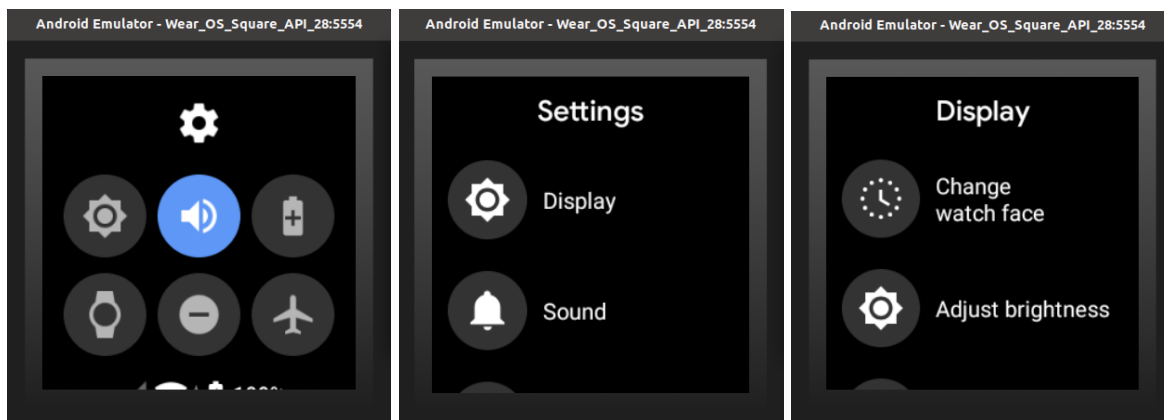 Android Emulator - Wear_OS_Square_API_28:5554
Android Emulator - Wear_OS_Square_API_28:5554
Settings
Display
Sound
Android Emulator - Wear_OS_Square_API_28:5554
Display
Change
watch face
Adjust brightness